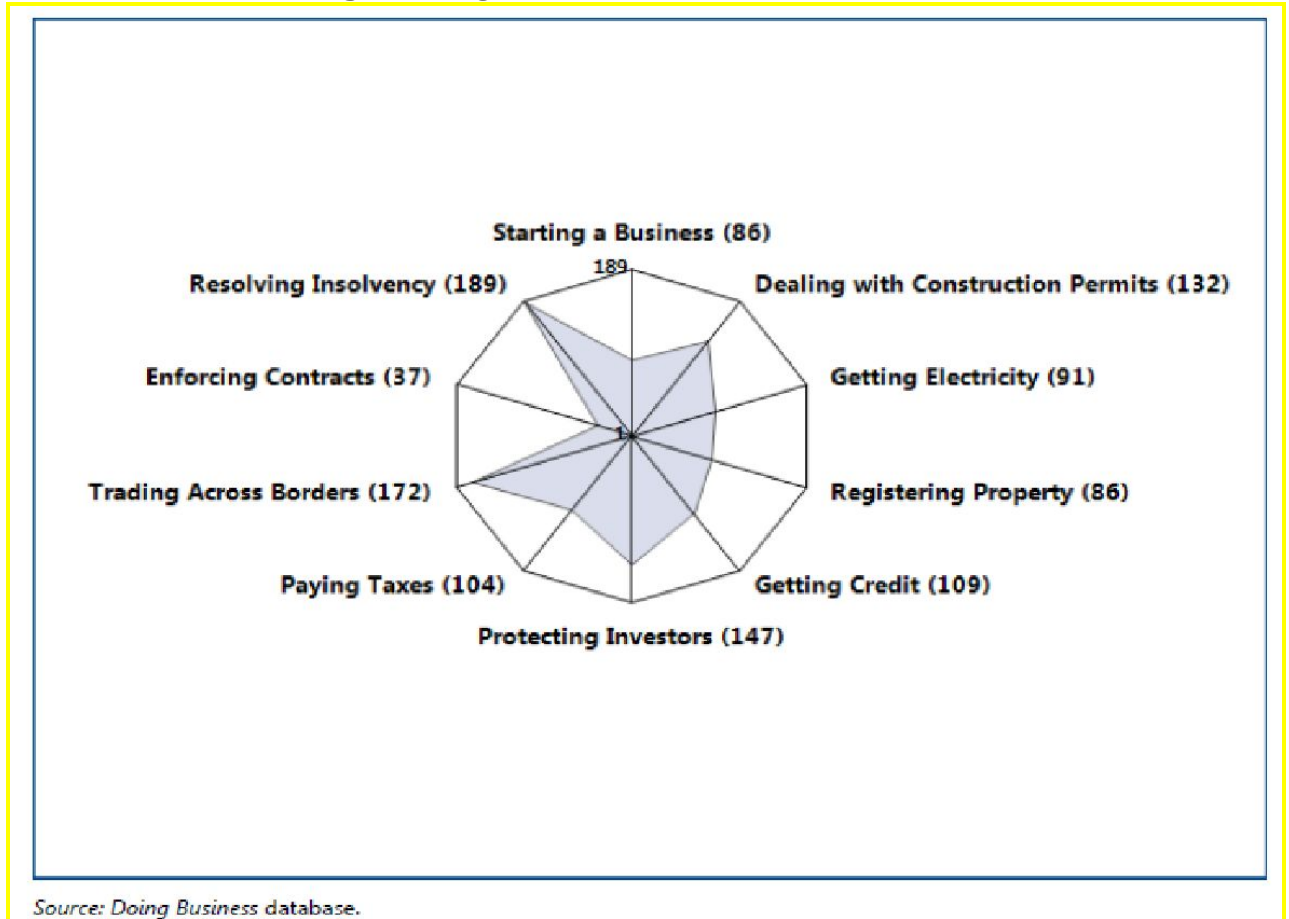 Starting a Business (86)
189
Resolving Insolvency (189)
Dealing with Construction Permits (132)
Enforcing Contracts (37)
Getting Electricity (91)
1
Trading Across Borders (172)
Registering Property (86)
Paying Taxes (104)
Getting Credit (109)
Protecting Investors (147)
Source: Doing Business database.